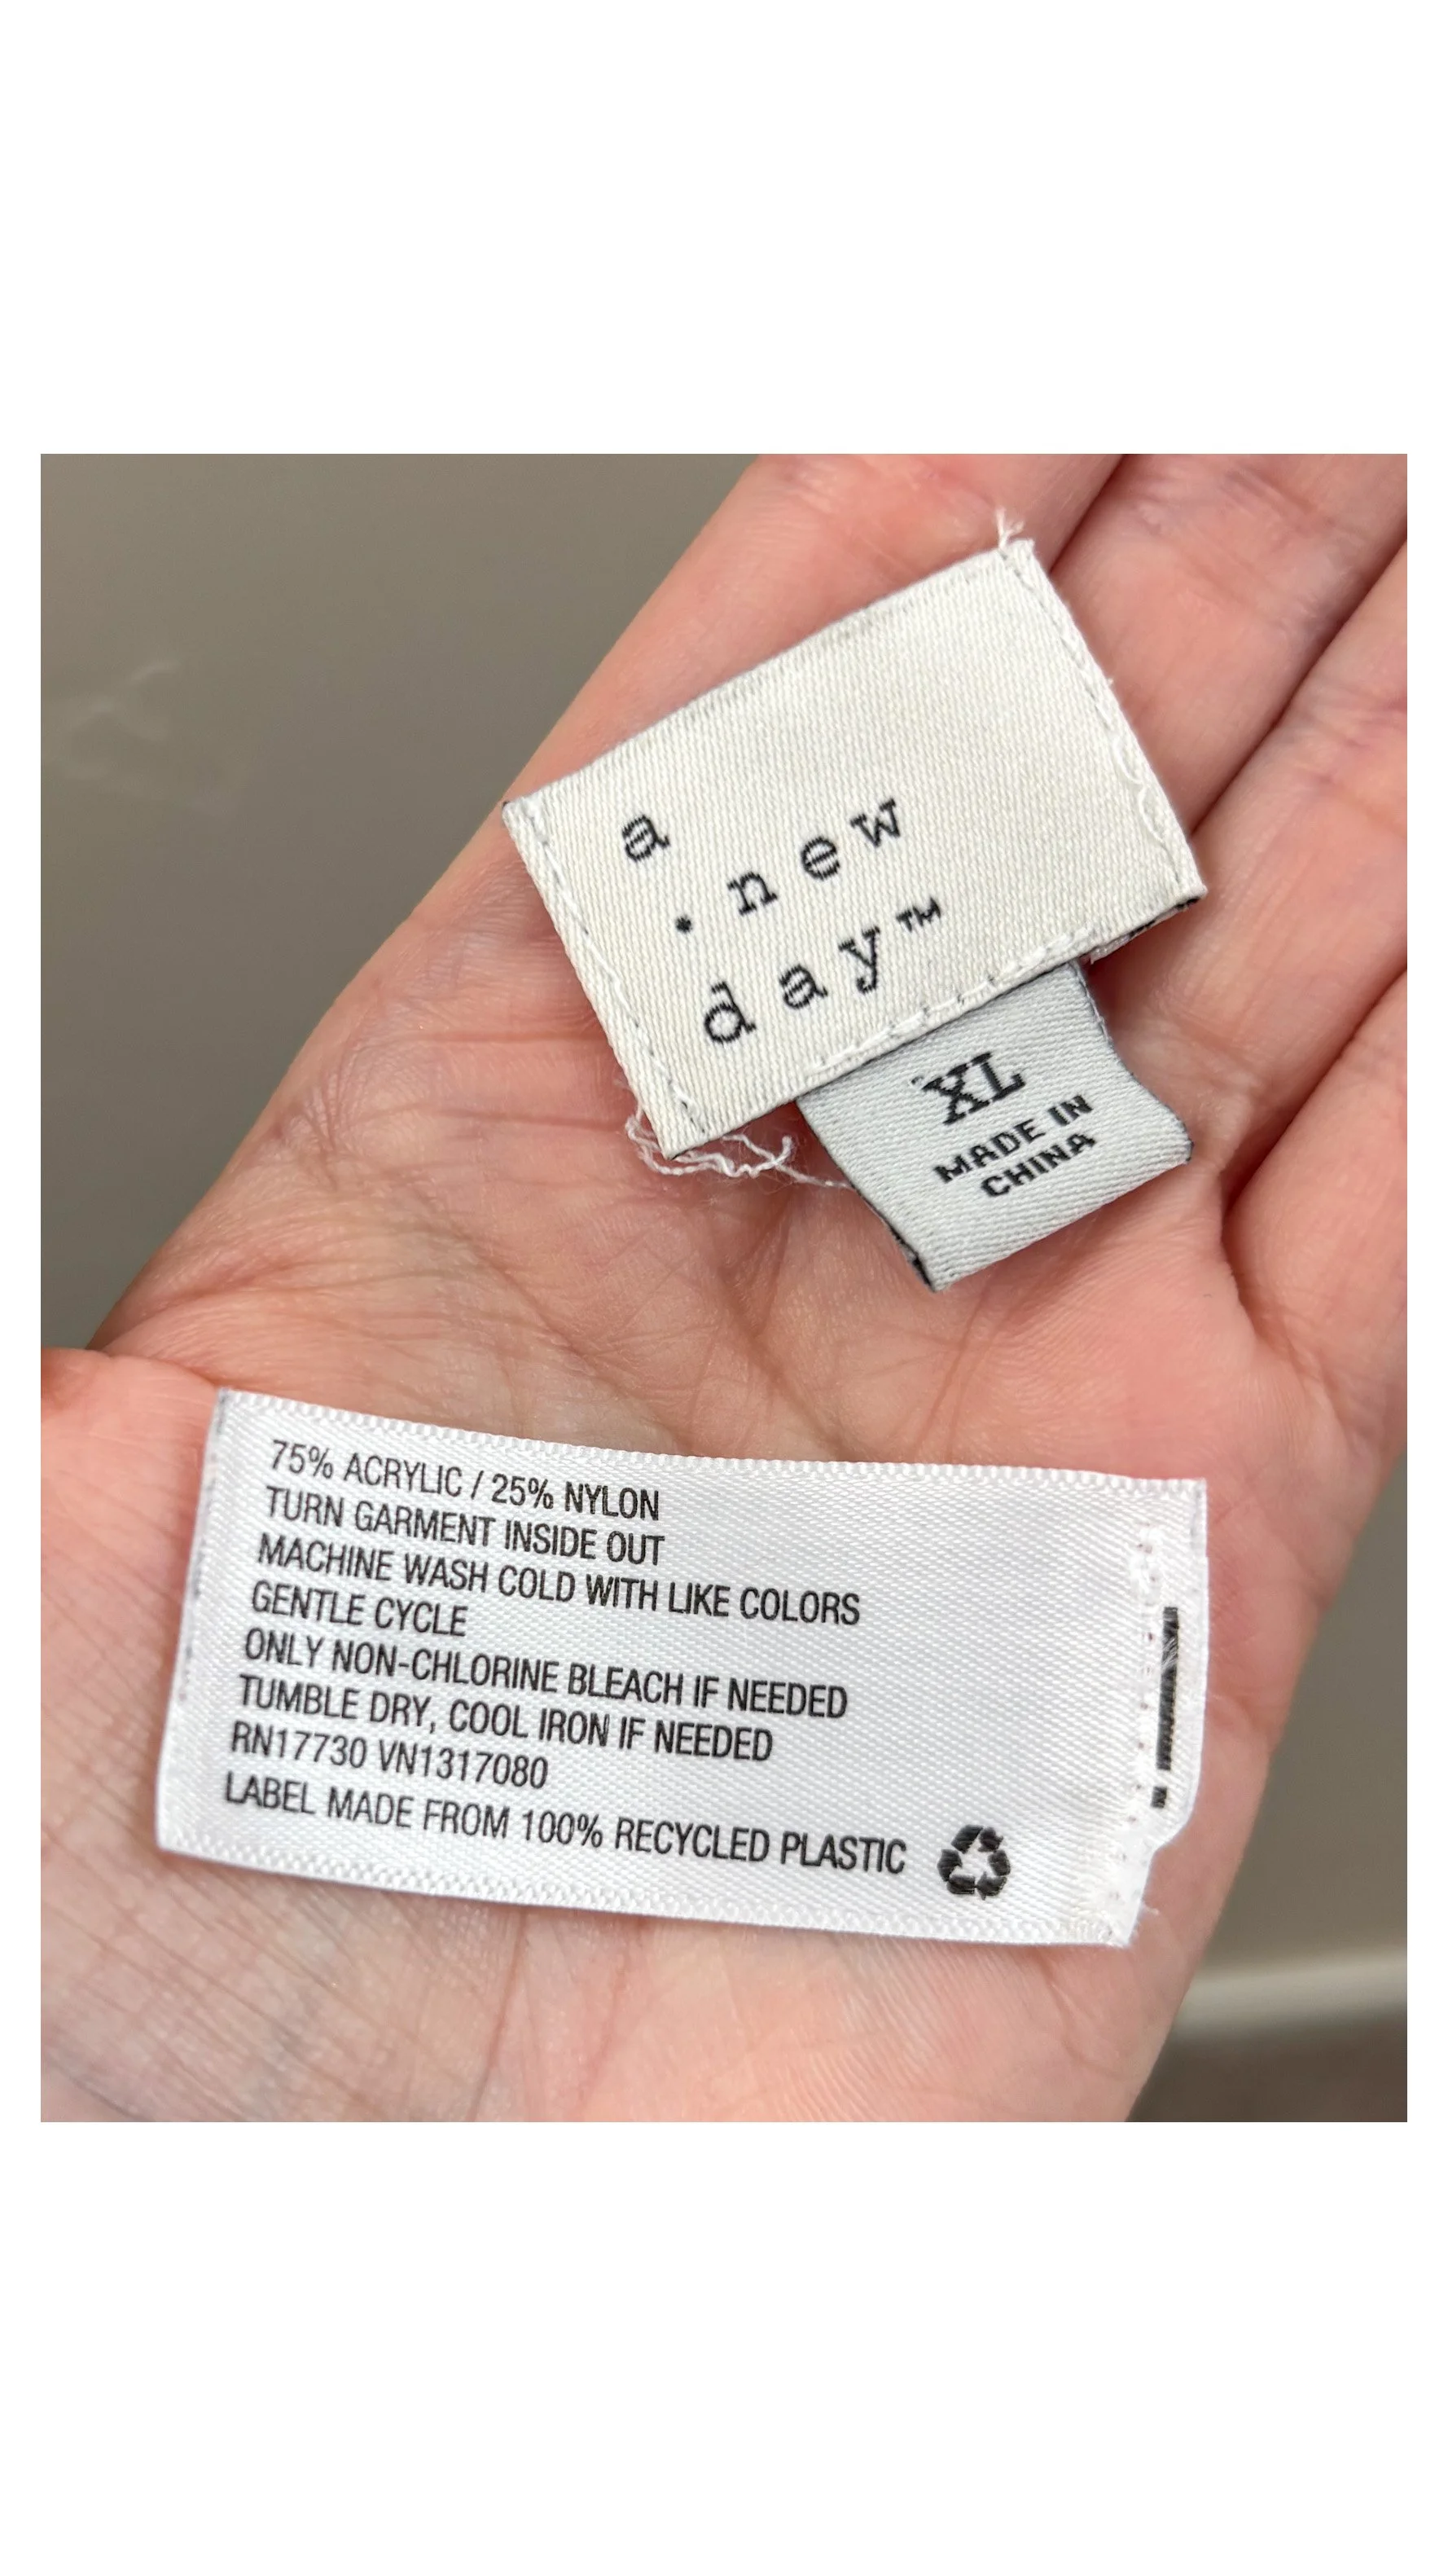 a
. new
day™
XL
MADE IN
CHINA
75% ACRYLIC / 25% NYLON
TURN GARMENT INSIDE OUT
MACHINE WASH COLD WITH LIKE COLORS
GENTLE CYCLE
ONLY NON-CHLORINE BLEACH IF NEEDED
TUMBLE DRY, COOL IRON IF NEEDED
RN17730 VN1317080
LABEL MADE FROM 100% RECYCLED PLASTIC